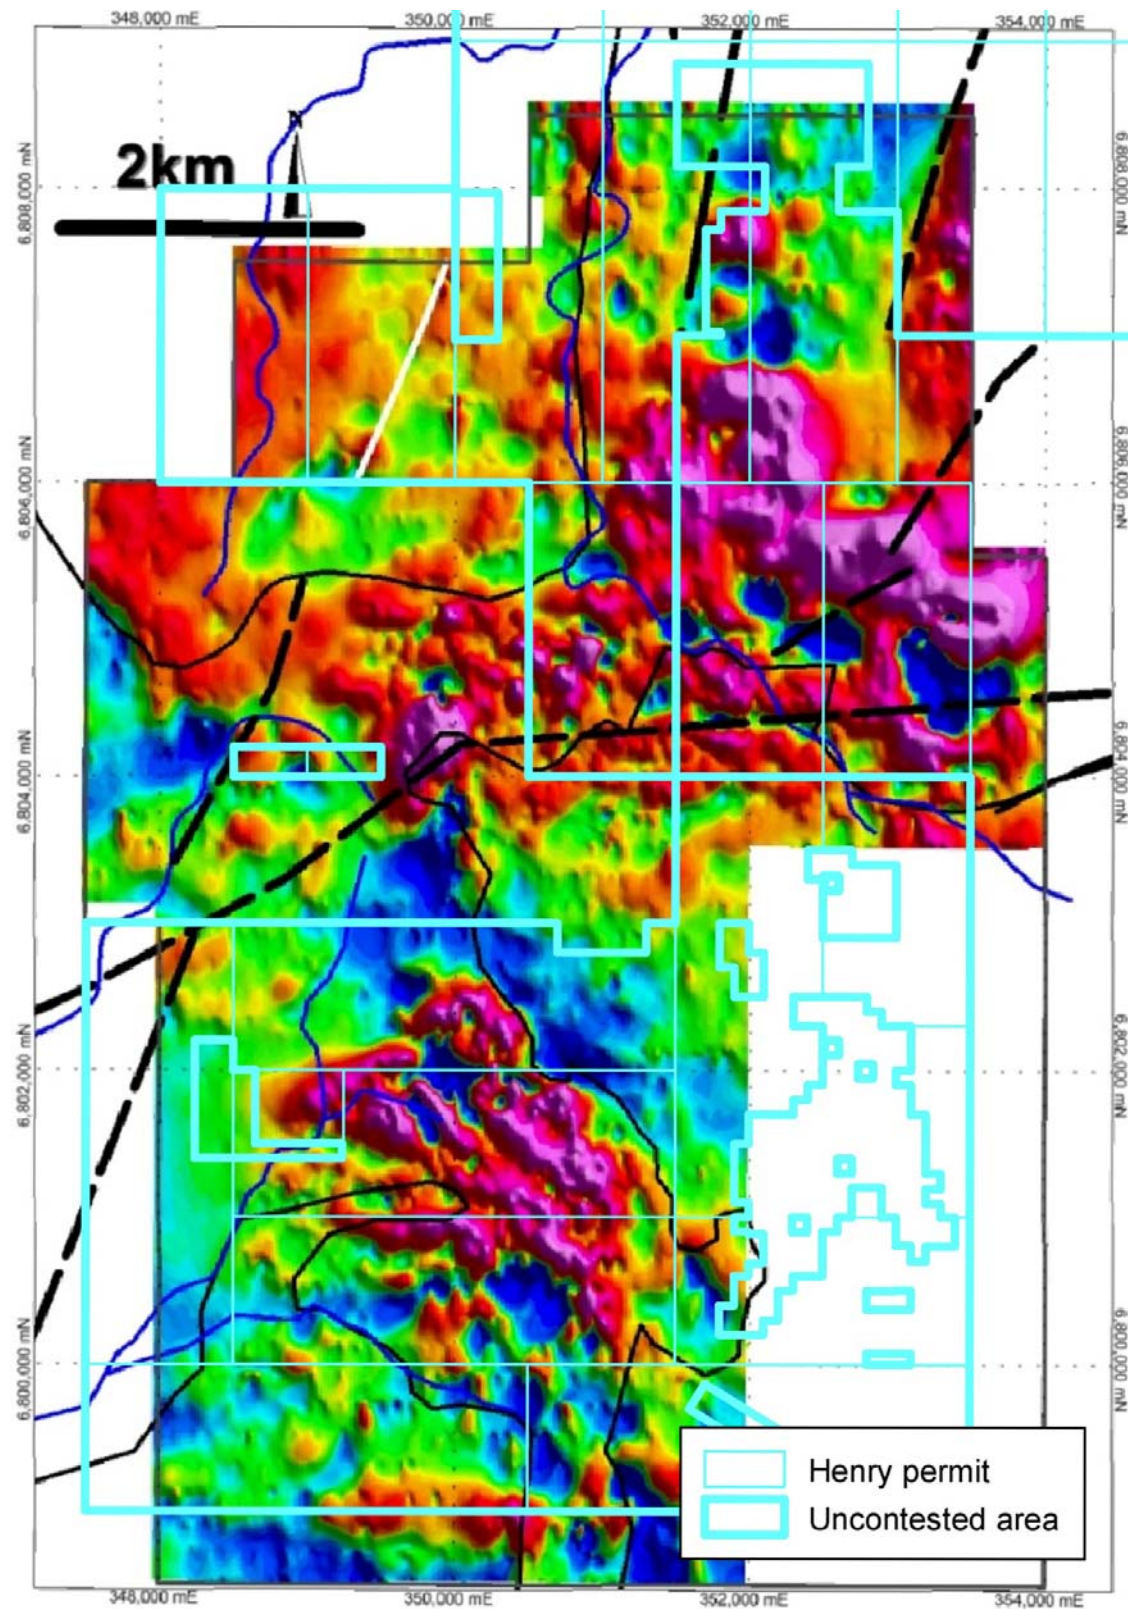 348,000 mE 350,000 mE 352,000 mE 354,000 mE
N
2km
6,808,000 mN 6,808,000 mN
6,806,000 mN 6,806,000 mN
6,804,000 mN 6,804,000 mN
6,802,000 mN 6,802,000 mN
6,800,000 mN 6,800,000 mN
Henry permit
Uncontested area
348,000 mE 350,000 mE 352,000 mE 354,000 mE